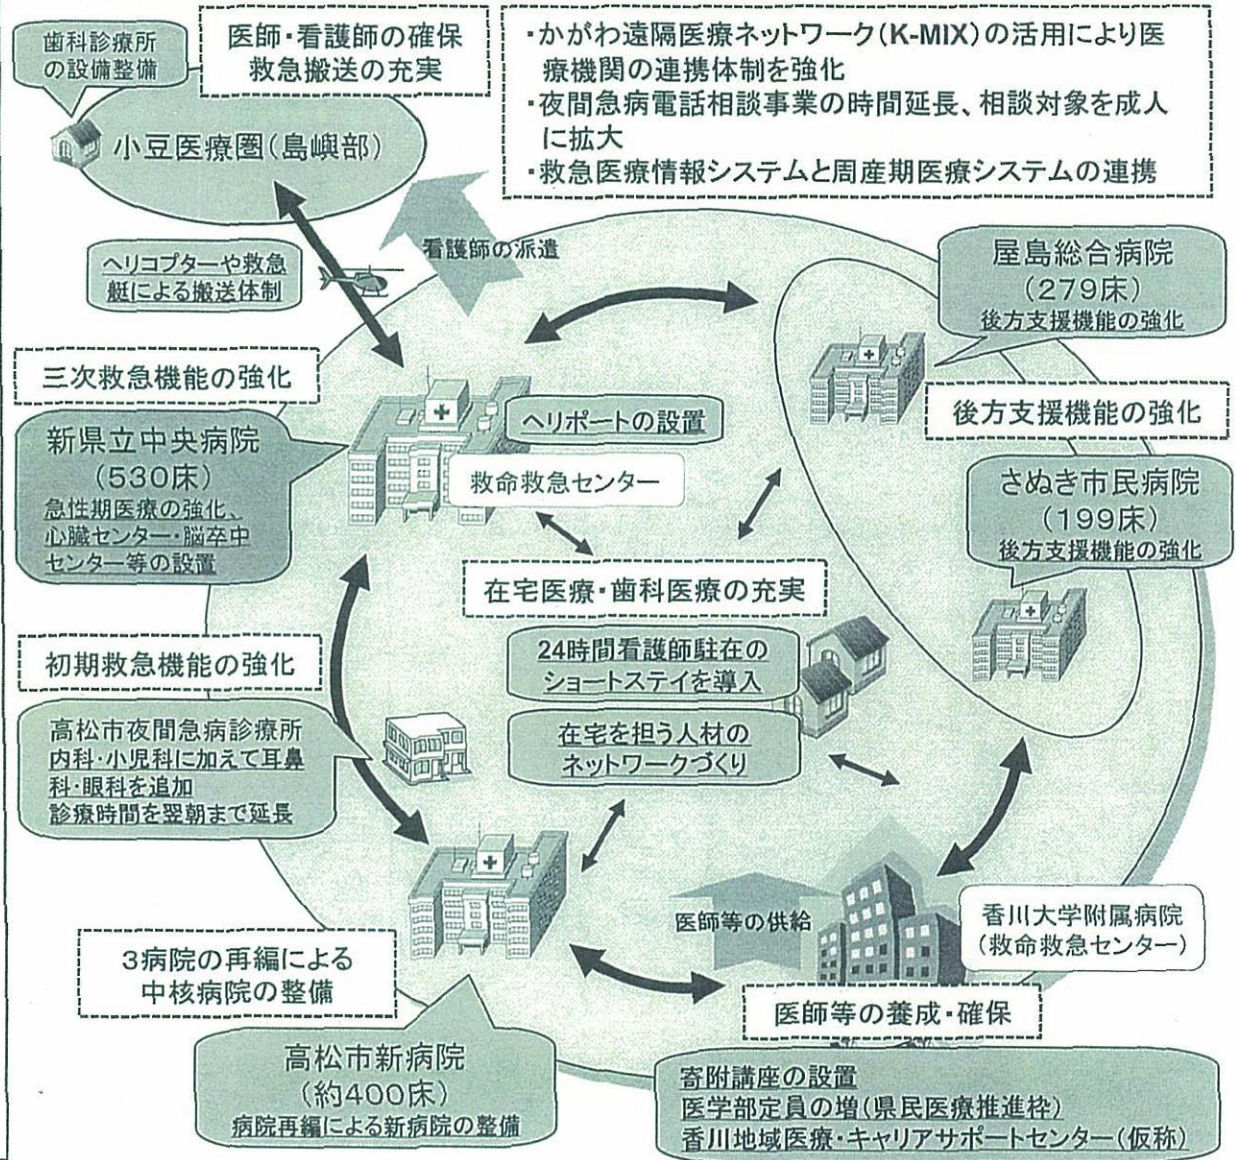 歯科診療所
の設備整備
医師・看護師の確保
救急搬送の充実
・かがわ遠隔医療ネットワーク(K-MIX)の活用により医
療機関の連携体制を強化
・夜間急病電話相談事業の時間延長、相談対象を成人
に拡大
・救急医療情報システムと周産期医療システムの連携
小豆医療圏(島嶼部)
看護師の派遣
ヘリコプターや救急
艇による搬送体制
屋島総合病院
(279床)
後方支援機能の強化
三次救急機能の強化
新県立中央病院
(530床)
急性期医療の強化、
心臓センター・脳卒中
センター等の設置
ヘリポートの設置
救命救急センター
後方支援機能の強化
さぬき市民病院
(199床)
後方支援機能の強化
在宅医療・歯科医療の充実
24時間看護師駐在の
ショートステイを導入
在宅を担う人材の
ネットワークづくり
初期救急機能の強化
高松市夜間急病診療所
内科・小児科に加えて耳鼻
科・眼科を追加
診療時間を翌朝まで延長
医師等の供給
香川大学附属病院
(救命救急センター)
3病院の再編による
中核病院の整備
医師等の養成・確保
高松市新病院
(約400床)
病院再編による新病院の整備
寄附講座の設置
医学部定員の増(県民医療推進枠)
香川地域医療・キャリアサポートセンター(仮称)